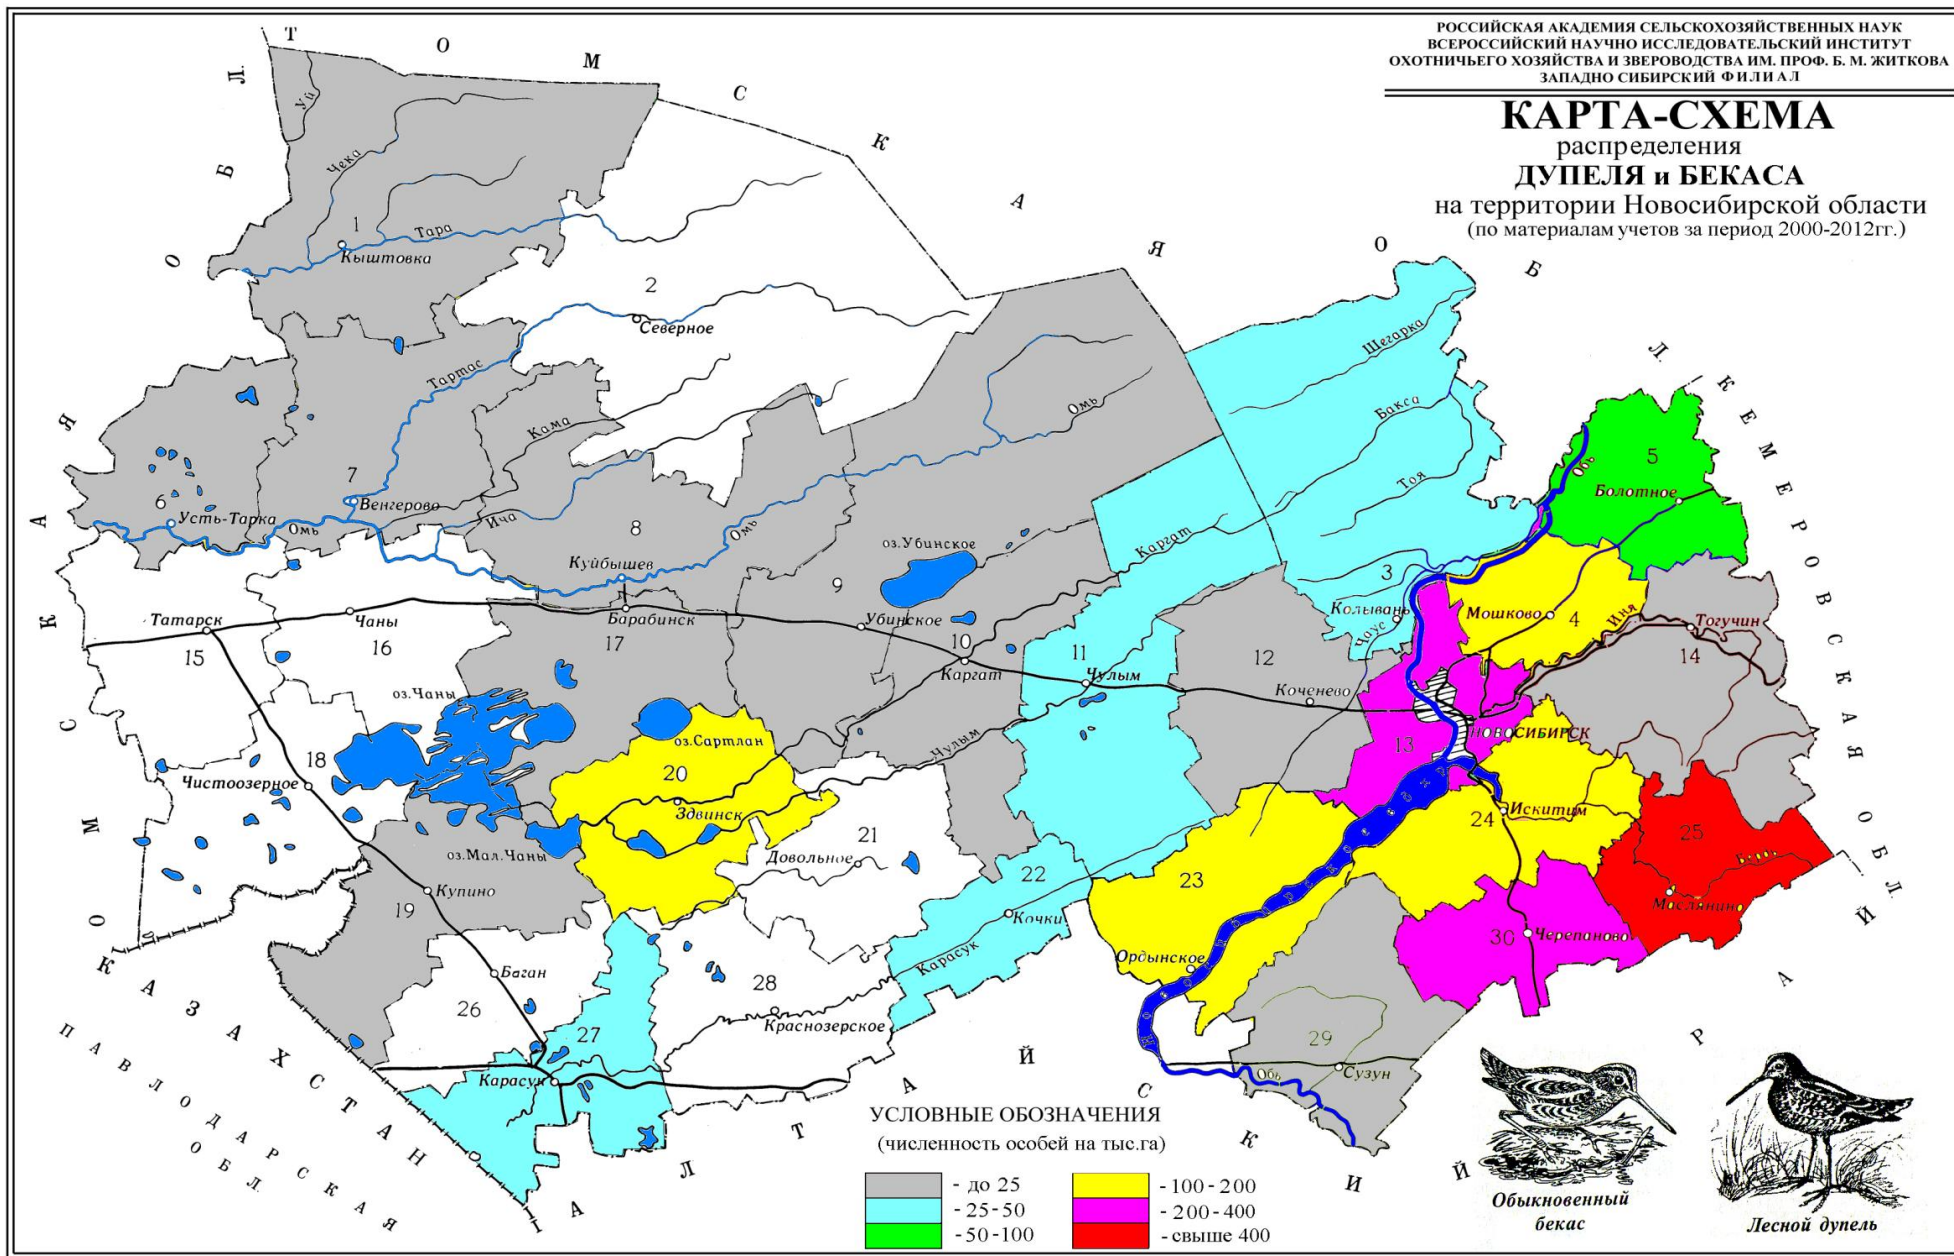 РОССИЙСКАЯ АКАДЕМИЯ СЕЛЬСКОХОЗЯЙСТВЕННЫХ НАУК
ВСЕРОССИЙСКИЙ НАУЧНО ИССЛЕДОВАТЕЛЬСКИЙ ИНСТИТУТ
ОХОТНИЧЬЕГО ХОЗЯЙСТВА И ЗВЕРОВОДСТВА ИМ. ПРОФ. Б. М. ЖИТКОВА
ЗАПАДНО СИБИРСКИЙ ФИЛИАЛ
КАРТА-СХЕМА
распределения
ДУПЕЛЯ и БЕКАСА
на территории Новосибирской области
(по материалам учетов за период 2000-2012гг.)
ТОМСКАЯ ОБЛ.
КЕМЕРОВСКАЯ ОБЛ.
АЛТАЙСКИЙ КРАЙ
КАЗАХСТАН
ПАВЛОДАРСКАЯ
ОБЛ.
ОМСКАЯ ОБЛ.
Уй
Чека
1
Тара
Кыштовка
2
Северное
Шегарка
Тартас
Бакса
Омь
Кама
Тоя
Обь
5
Болотное
7
Венгерово
6
Усть-Тарка
Омь
Ича
8
Омь
оз.Убинское
Каргат
Куйбышев
9
3
Колывань
Чаус
Мошково
4
Иня
Тогучин
14
Татарск
15
Чаны
16
Барабинск
17
Убинское
10
Каргат
11
Чулым
12
Коченево
13
НОВОСИБИРСК
оз.Чаны
оз.Сартлан
Чулым
18
Чистоозерное
20
Здвинск
21
Довольное
оз.Мал.Чаны
24
Искитим
25
Маслянино
19
Купино
22
Кочки
23
30
Черепаново
Карасук
Ордынское
Баган
26
28
Краснозерское
27
Карасук
29
Сузун
Обь
УСЛОВНЫЕ ОБОЗНАЧЕНИЯ
(численность особей на тыс.га)
- до 25
-25-50
-50-100
-100-200
-200-400
-свыше 400
Обыкновенный
бекас
Лесной дупель